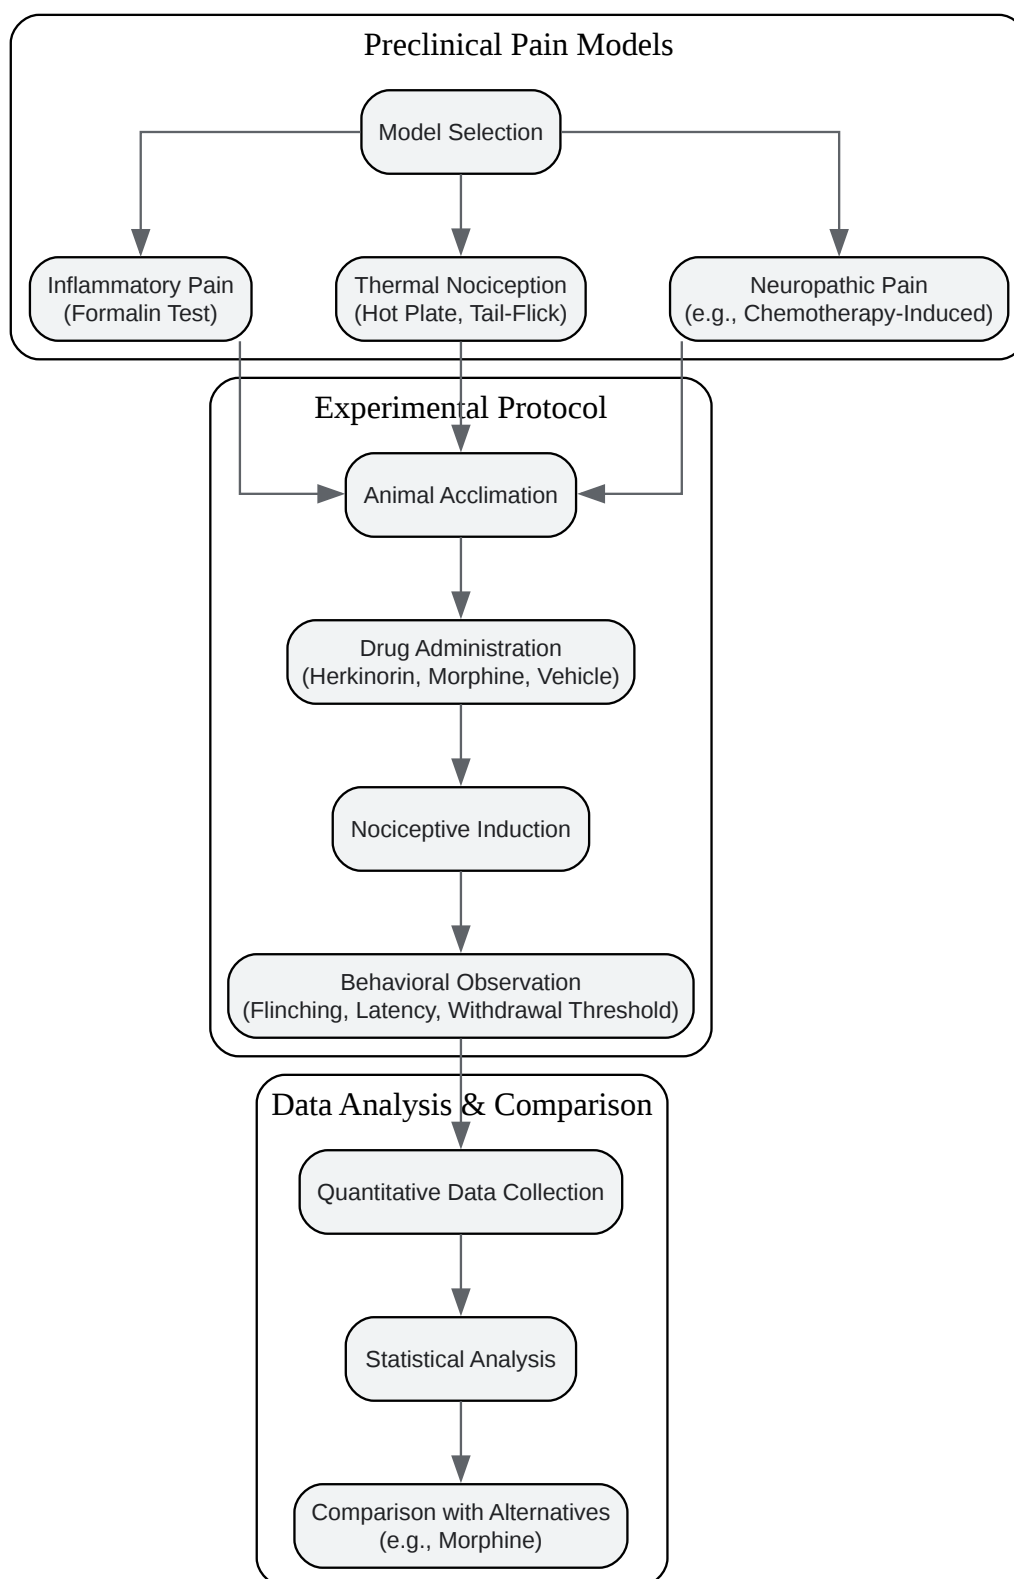 Preclinical Pain Models
Model Selection
Inflammatory Pain
(Formalin Test)
Thermal Nociception
(Hot Plate, Tail-Flick)
Neuropathic Pain
(e.g., Chemotherapy-Induced)
Experimental Protocol
Animal Acclimation
Drug Administration
(Herkinorin, Morphine, Vehicle)
Nociceptive Induction
Behavioral Observation
(Flinching, Latency, Withdrawal Threshold)
Data Analysis & Comparison
Quantitative Data Collection
Statistical Analysis
Comparison with Alternatives
(e.g., Morphine)